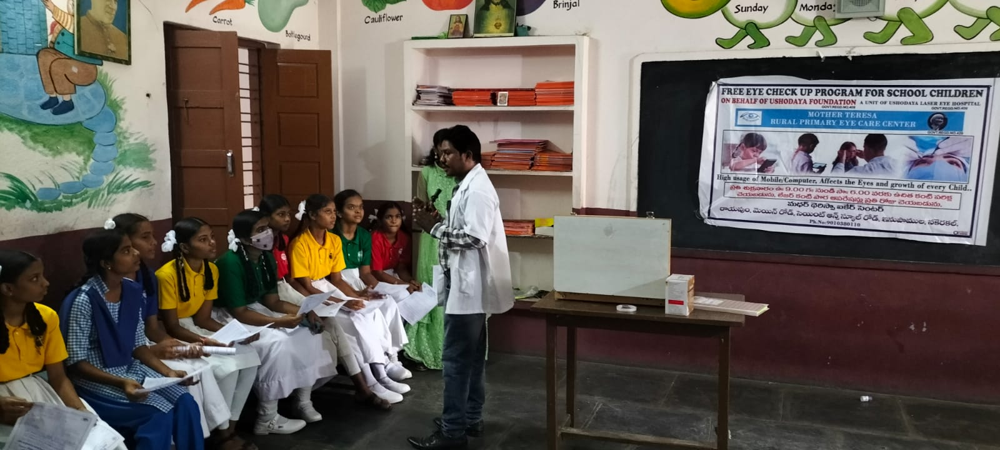 Carrot
Bottlegourd
Cauliflower
Brinjal
Sunday
Monday
FREE EYE CHECK UP PROGRAM FOR SCHOOL CHILDREN
ON BEHALF OF USHODAYA FOUNDATION A UNIT OF USHODAYA LASER EYE HOSPITAL
GOVT.REGD.NO.409 GOVT.REGD.NO.409
MOTHER TERESA
RURAL PRIMARY EYE CARE CENTER
GOVT.REGD.NO.409
High usage of Mobile/Computer, Affects the Eyes and growth of every Child..
ప్రతి శుక్రవారం ఉ॥ 9.00 గం॥ నుండి సా॥ 6.00 వరకు ఉచిత కంటి పరీక్ష
చేయబడును. లేజర్ కంటి పొర ఆపరేషన్లు ప్రతి రోజు చేయబడును.
మథర్ థెరిస్సా ఐకేర్ సెంటర్
రాయపురం, మెయిన్ రోడ్, సెయింట్ ఆన్స్ స్కూల్ రోడ్, ఇనుపాముల, నకిరేకల్.
Ph.No:9010380110